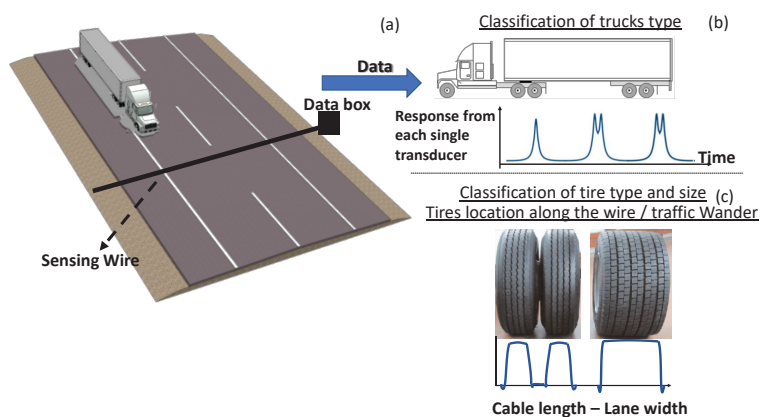 (a)
Data
Data box
Sensing Wire
Classification of trucks type
(b)
Response from
each single
transducer
Time
Classification of tire type and size
(c)
Tires location along the wire / traffic Wander
Cable length – Lane width